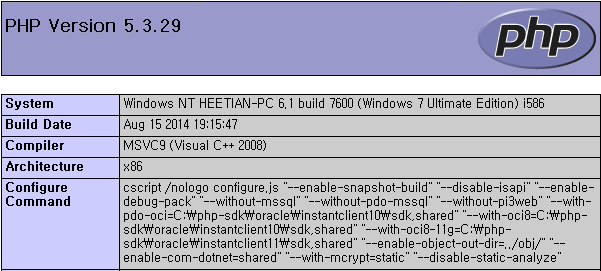 PHP Version 5.3.29
php
System Windows NT HEETIAN-PC 6.1 build 7600 (Windows 7 Ultimate Edition) i586
Build Date Aug 15 2014 19:15:47
Compiler MSVC9 (Visual C++ 2008)
Architecture x86
Configure Command cscript /nologo configure.js "--enable-snapshot-build" "--disable-isapi" "--enable-
debug-pack" "--without-mssql" "--without-pdo-mssql" "--without-pi3web" "--with-
pdo-oci=C:₩php-sdk₩oracle₩instantclient10₩sdk,shared" "--with-oci8=C:₩php-
sdk₩oracle₩instantclient10₩sdk,shared" "--with-oci8-11g=C:₩php-
sdk₩oracle₩instantclient11₩sdk,shared" "--enable-object-out-dir=../obj/" "--
enable-com-dotnet=shared" "--with-mcrypt=static" "--disable-static-analyze"